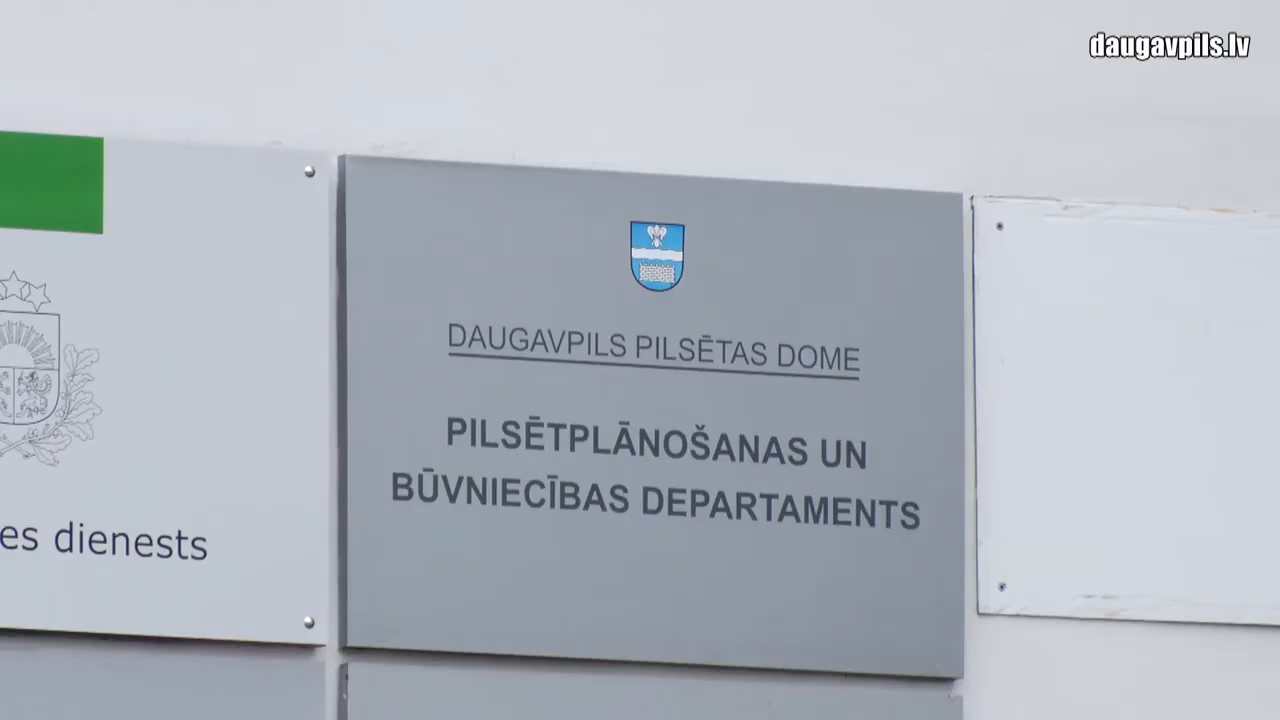 daugavpils.lv
DAUGAVPILS PILSĒTAS DOME
PILSĒTPLĀNOŠANAS UN
BŪVNIECĪBAS DEPARTAMENTS
es dienests